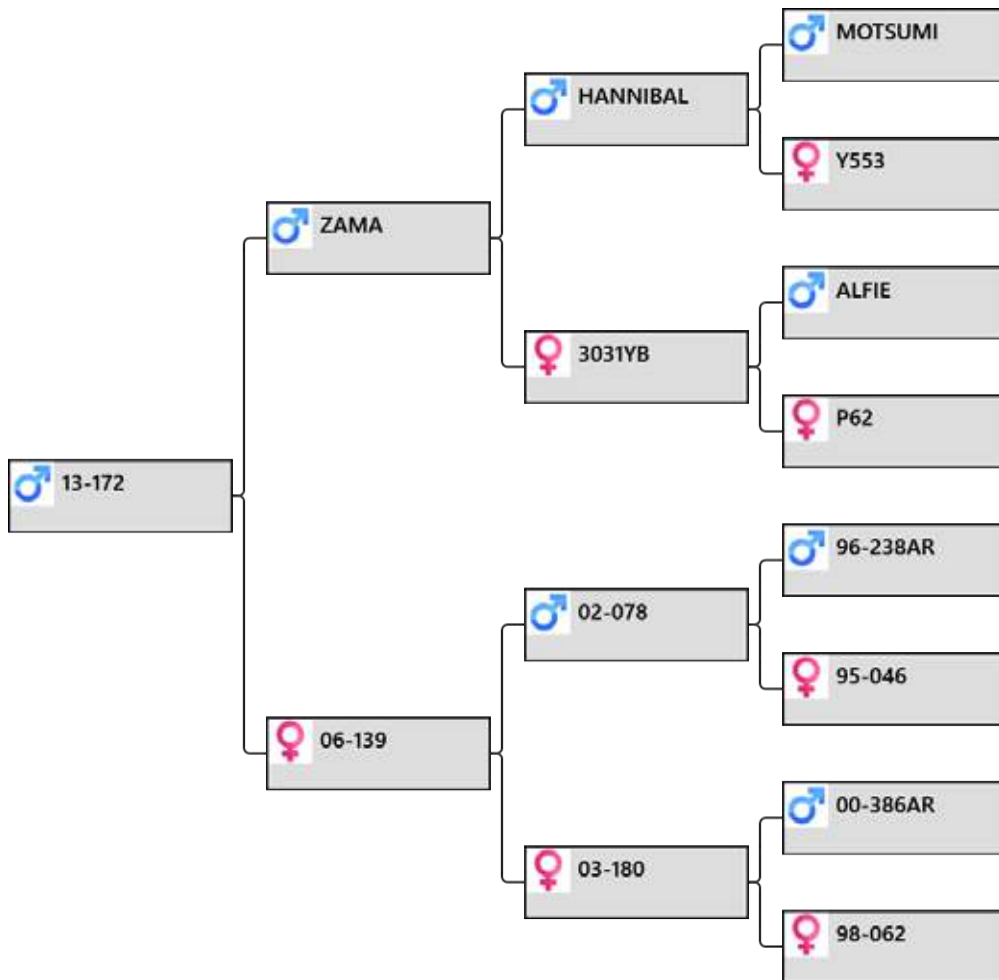 MOTSUMI
HANNIBAL
Y553
ZAMA
ALFIE
3031YB
P62
13-172
96-238AR
02-078
95-046
06-139
00-386AR
03-180
98-062